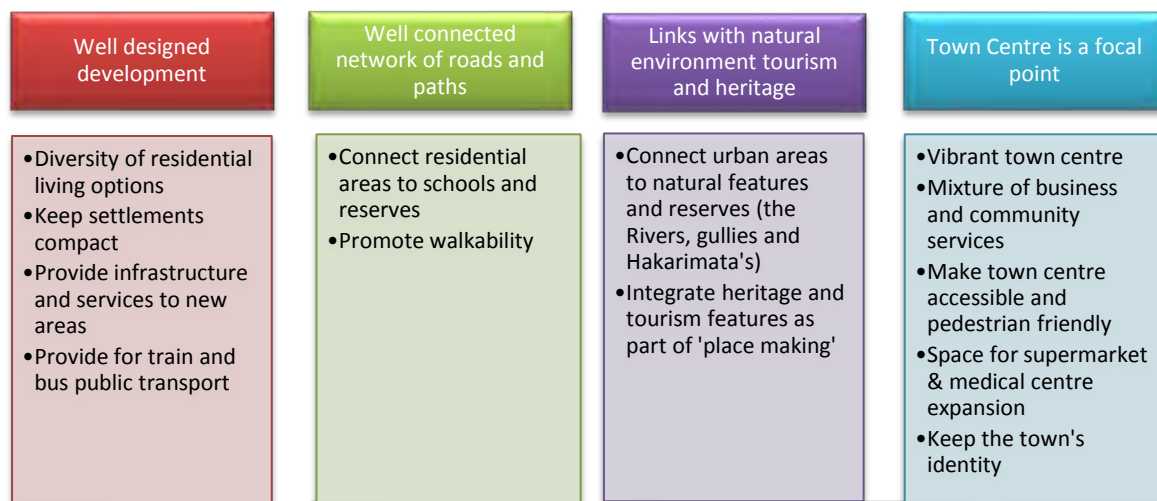 Well designed
development
Well connected
network of roads and
paths
Links with natural
environment tourism
and heritage
Town Centre is a focal
point
•Diversity of residential
living options
•Keep settlements
compact
•Provide infrastructure
and services to new
areas
•Provide for train and
bus public transport
•Connect residential
areas to schools and
reserves
•Promote walkability
•Connect urban areas
to natural features
and reserves (the
Rivers, gullies and
Hakarimata's)
•Integrate heritage and
tourism features as
part of 'place making'
•Vibrant town centre
•Mixture of business
and community
services
•Make town centre
accessible and
pedestrian friendly
•Space for supermarket
& medical centre
expansion
•Keep the town's
identity